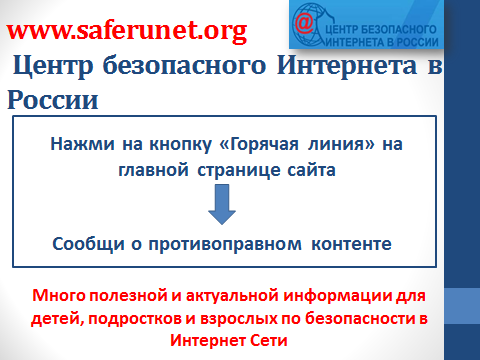 www.saferunet.org
ЦЕНТР БЕЗОПАСНОГО
ИНТЕРНЕТА В РОССИИ
Центр безопасного Интернета в
России
Нажми на кнопку «Горячая линия» на
главной странице сайта
Сообщи о противоправном контенте
Много полезной и актуальной информации для
детей, подростков и взрослых по безопасности в
Интернет Сети